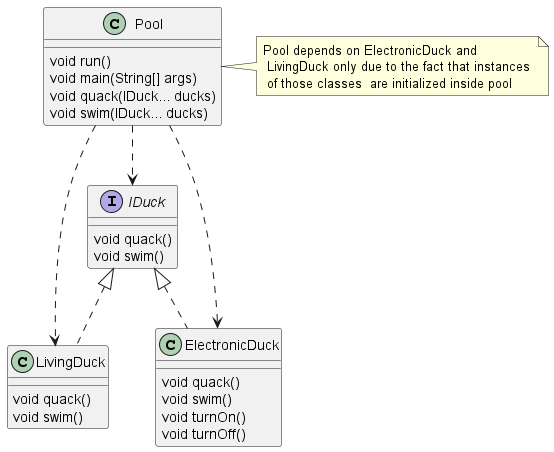 C Pool
void run()
void main(String[] args)
void quack(IDuck... ducks)
void swim(IDuck... ducks)
Pool depends on ElectronicDuck and
LivingDuck only due to the fact that instances
of those classes  are initialized inside pool
I IDuck
void quack()
void swim()
C LivingDuck
void quack()
void swim()
C ElectronicDuck
void quack()
void swim()
void turnOn()
void turnOff()